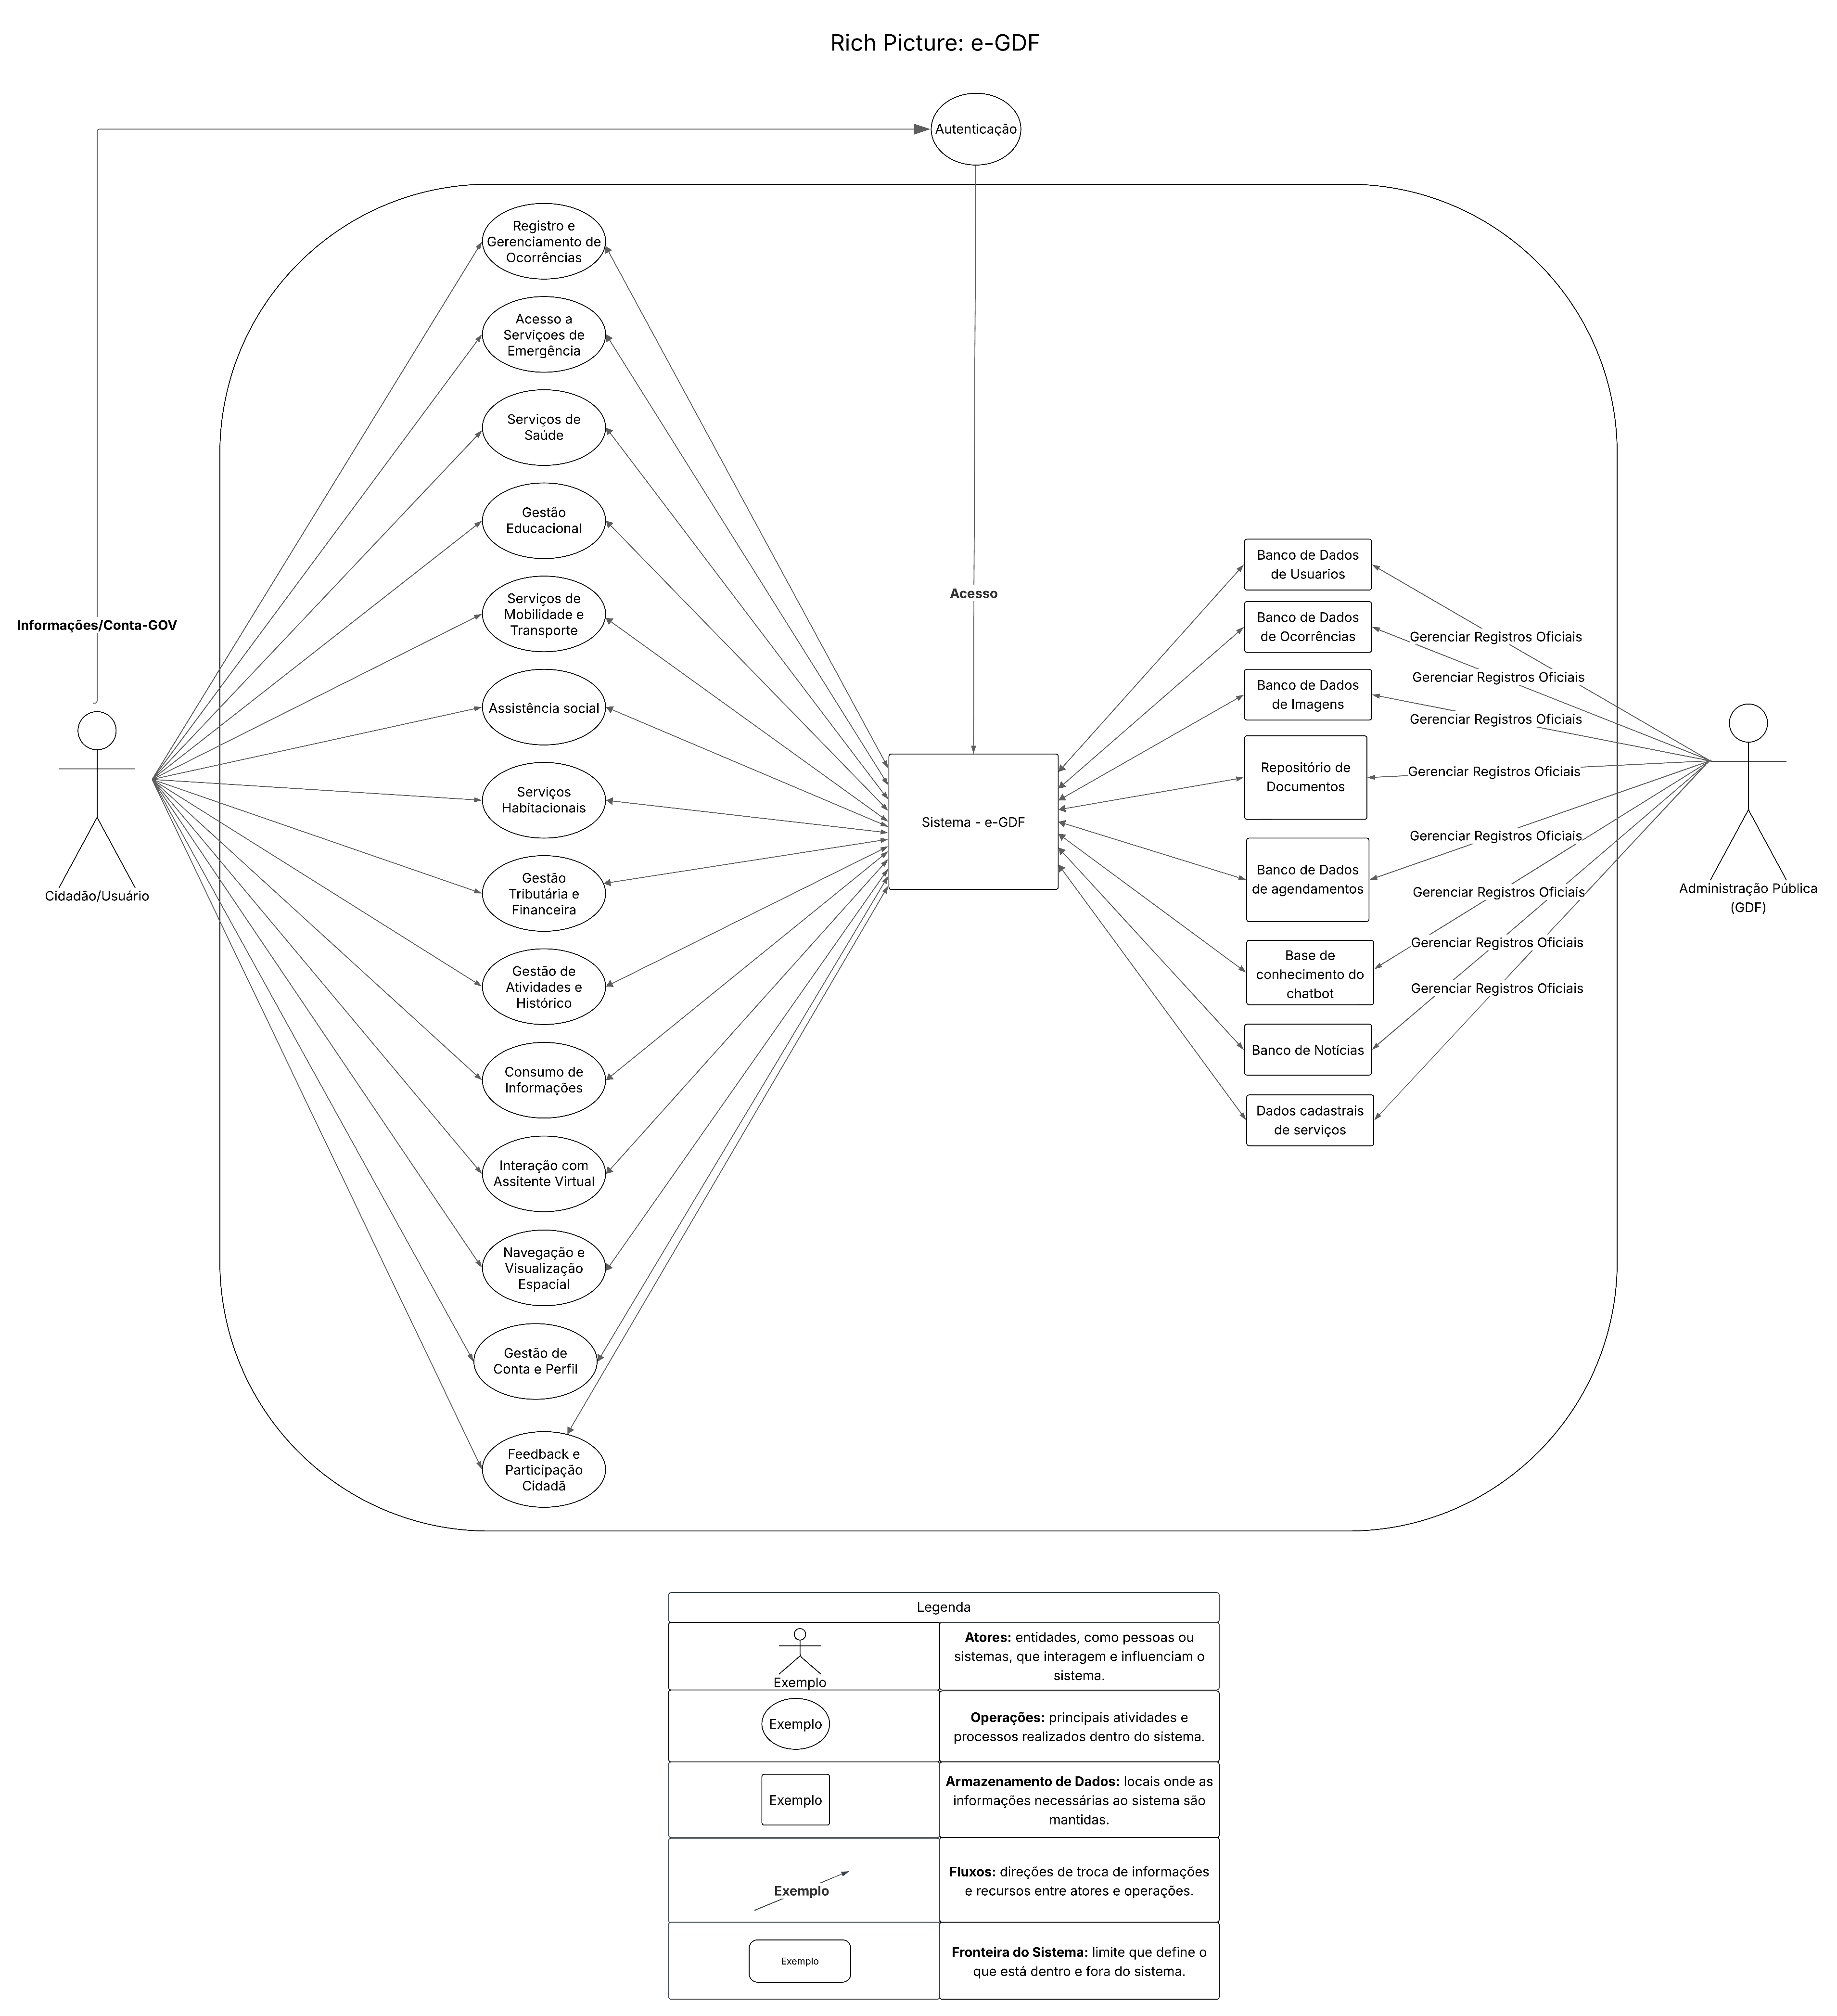 Rich Picture: e-GDF
Autenticação
Informações/Conta-GOV
Cidadão/Usuário
Registro e
Gerenciamento de
Ocorrências
Acesso a
Serviçoes de
Emergência
Serviços de
Saúde
Gestão
Educacional
Serviços de
Mobilidade e
Transporte
Assistência social
Serviços
Habitacionais
Gestão
Tributária e
Financeira
Gestão de
Atividades e
Histórico
Consumo de
Informações
Interação com
Assitente Virtual
Navegação e
Visualização
Espacial
Gestão de
Conta e Perfil
Feedback e
Participação
Cidadã
Acesso
Sistema - e-GDF
Banco de Dados
de Usuarios
Banco de Dados
de Ocorrências
Banco de Dados
de Imagens
Repositório de
Documentos
Banco de Dados
de agendamentos
Base de
conhecimento do
chatbot
Banco de Notícias
Dados cadastrais
de serviços
Gerenciar Registros Oficiais
Gerenciar Registros Oficiais
Gerenciar Registros Oficiais
Gerenciar Registros Oficiais
Gerenciar Registros Oficiais
Gerenciar Registros Oficiais
Gerenciar Registros Oficiais
Gerenciar Registros Oficiais
Administração Pública
(GDF)
Legenda
Exemplo
Atores: entidades, como pessoas ou
sistemas, que interagem e influenciam o
sistema.
Exemplo
Operações: principais atividades e
processos realizados dentro do sistema.
Exemplo
Armazenamento de Dados: locais onde as
informações necessárias ao sistema são
mantidas.
Exemplo
Fluxos: direções de troca de informações
e recursos entre atores e operações.
Exemplo
Fronteira do Sistema: limite que define o
que está dentro e fora do sistema.